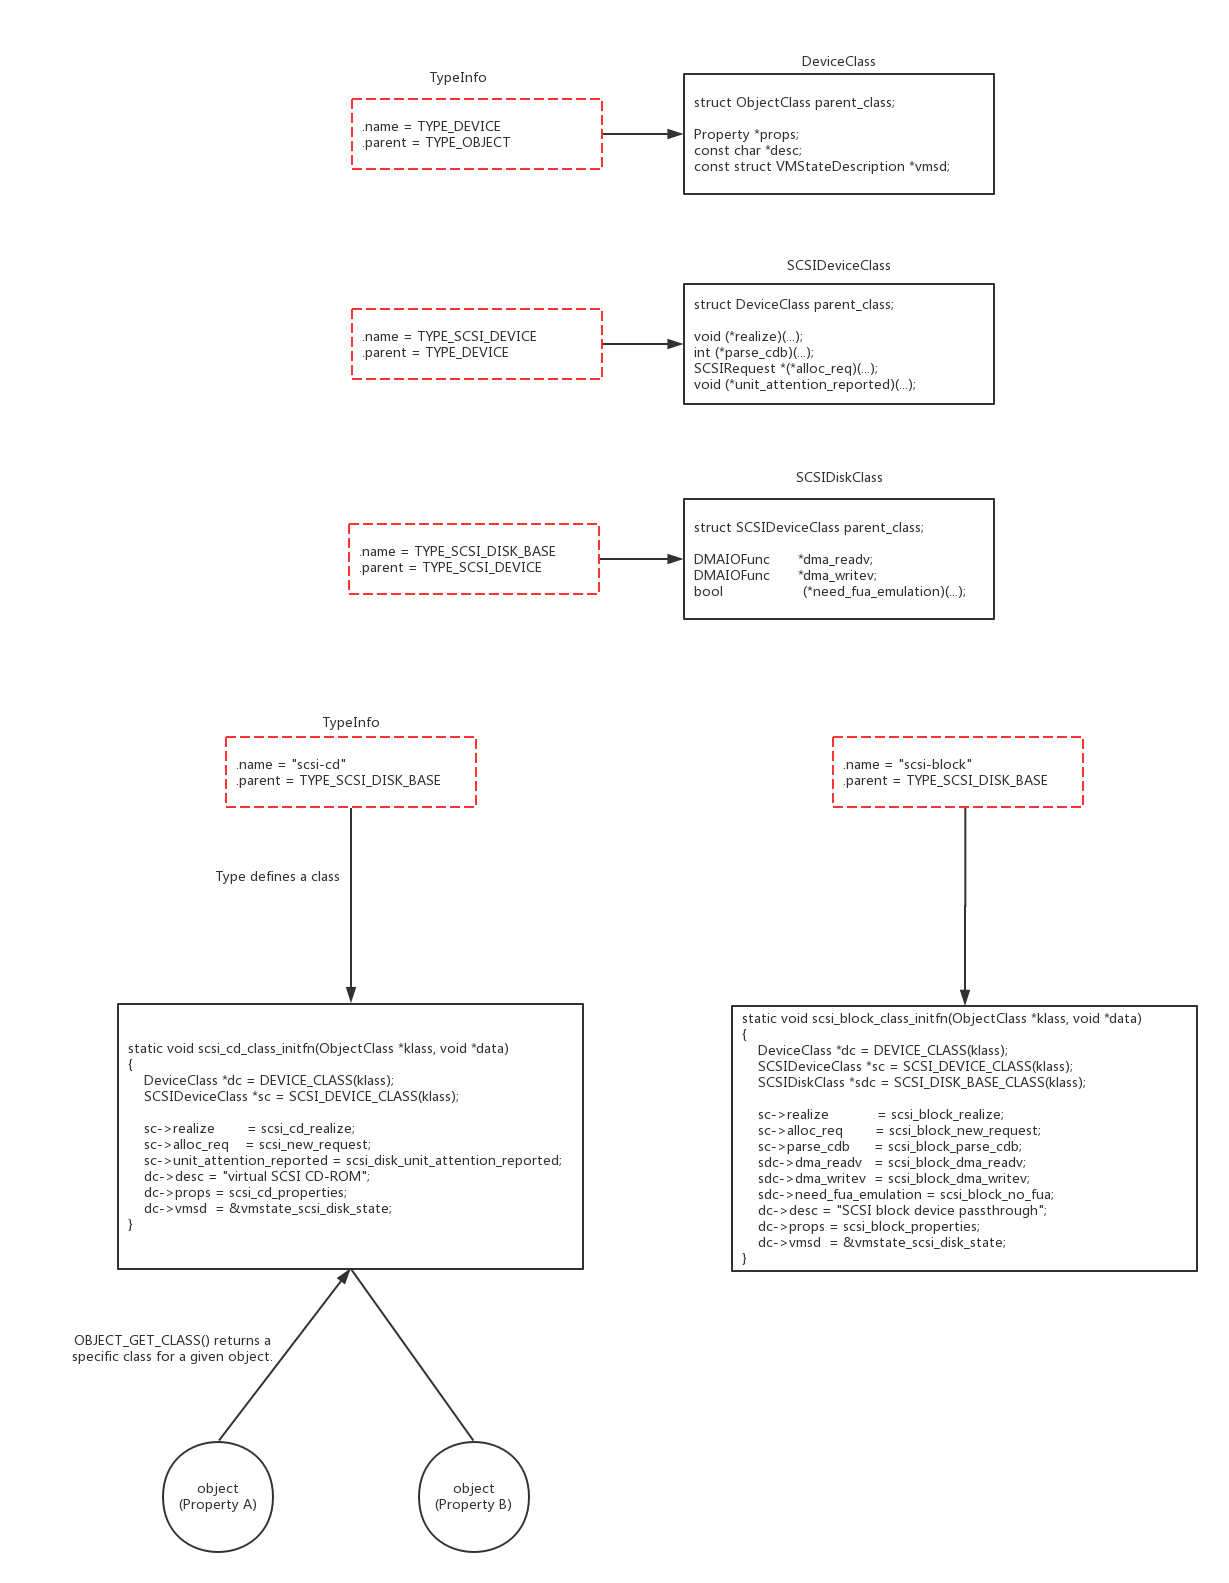 TypeInfo
.name = TYPE_DEVICE
.parent = TYPE_OBJECT
DeviceClass
struct ObjectClass parent_class;
Property *props;
const char *desc;
const struct VMStateDescription *vmsd;
.name = TYPE_SCSI_DEVICE
.parent = TYPE_DEVICE
SCSIDeviceClass
struct DeviceClass parent_class;
void (*realize)(...);
int (*parse_cdb)(...);
SCSIRequest *(*alloc_req)(...);
void (*unit_attention_reported)(...);
.name = TYPE_SCSI_DISK_BASE
.parent = TYPE_SCSI_DEVICE
SCSIDiskClass
struct SCSIDeviceClass parent_class;
DMAIOFunc       *dma_readv;
DMAIOFunc       *dma_writev;
bool                    (*need_fua_emulation)(...);
TypeInfo
.name = "scsi-cd"
.parent = TYPE_SCSI_DISK_BASE
Type defines a class
static void scsi_cd_class_initfn(ObjectClass *klass, void *data)
{
    DeviceClass *dc = DEVICE_CLASS(klass);
    SCSIDeviceClass *sc = SCSI_DEVICE_CLASS(klass);
    sc->realize        = scsi_cd_realize;
    sc->alloc_req    = scsi_new_request;
    sc->unit_attention_reported = scsi_disk_unit_attention_reported;
    dc->desc = "virtual SCSI CD-ROM";
    dc->props = scsi_cd_properties;
    dc->vmsd  = &vmstate_scsi_disk_state;
}
OBJECT_GET_CLASS() returns a
specific class for a given object.
object
(Property A)
object
(Property B)
.name = "scsi-block"
.parent = TYPE_SCSI_DISK_BASE
static void scsi_block_class_initfn(ObjectClass *klass, void *data)
{
    DeviceClass *dc = DEVICE_CLASS(klass);
    SCSIDeviceClass *sc = SCSI_DEVICE_CLASS(klass);
    SCSIDiskClass *sdc = SCSI_DISK_BASE_CLASS(klass);
    sc->realize            = scsi_block_realize;
    sc->alloc_req        = scsi_block_new_request;
    sc->parse_cdb      = scsi_block_parse_cdb;
    sdc->dma_readv   = scsi_block_dma_readv;
    sdc->dma_writev  = scsi_block_dma_writev;
    sdc->need_fua_emulation = scsi_block_no_fua;
    dc->desc = "SCSI block device passthrough";
    dc->props = scsi_block_properties;
    dc->vmsd  = &vmstate_scsi_disk_state;
}